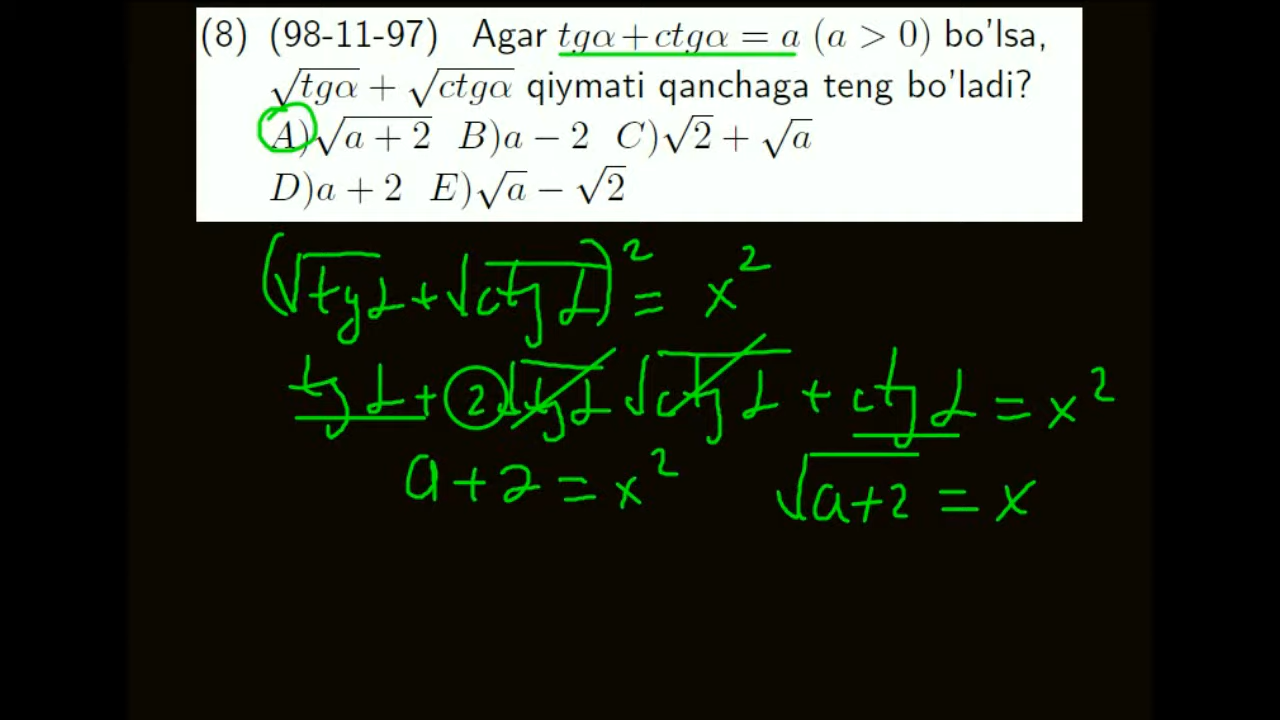 (8) (98-11-97) Agar tgα + ctgα = a (a > 0) bo'lsa,
√tgα + √ctgα qiymati qanchaga teng bo'ladi?
A)√a + 2 B)a − 2 C)√2 + √a
D)a + 2 E)√a − √2
(√tgα + √ctgα)² = x²
tgα + 2√tgα √ctgα + ctgα = x²
a + 2 = x² √a+2 = x